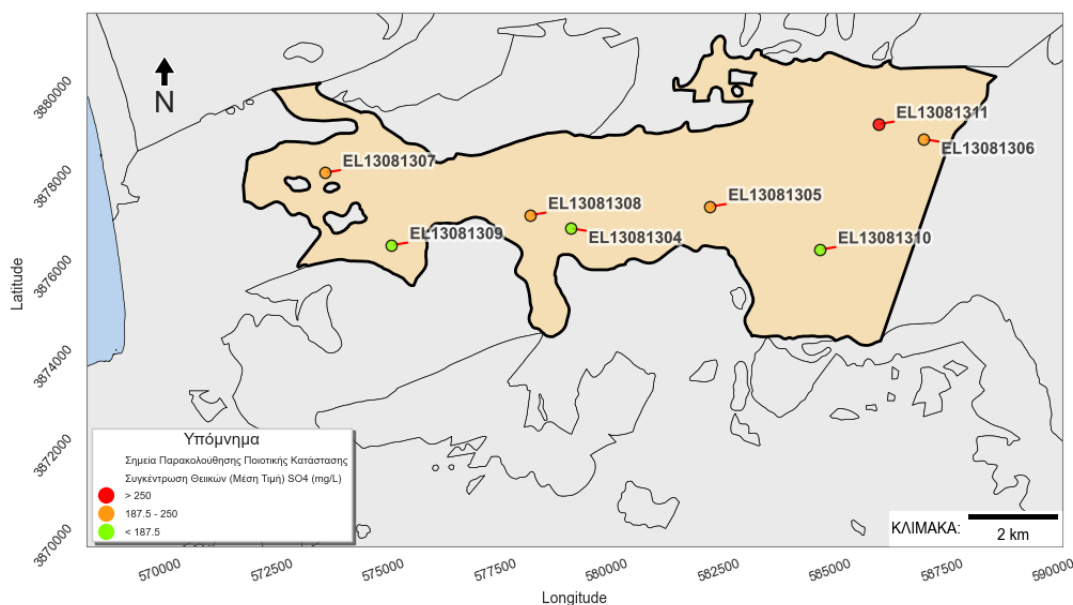 N
EL13081311
EL13081306
EL13081307
EL13081308
EL13081305
EL13081309
EL13081304
EL13081310
Latitude
3880000
3878000
3876000
3874000
3872000
3870000
Υπόμνημα
Σημεία Παρακολούθησης Ποιοτικής Κατάστασης
Συγκέντρωση Θειικών (Μέση Τιμή) SO4 (mg/L)
> 250
187.5 - 250
< 187.5
ΚΛΙΜΑΚΑ:
2 km
570000
572500
575000
577500
580000
582500
585000
587500
590000
Longitude